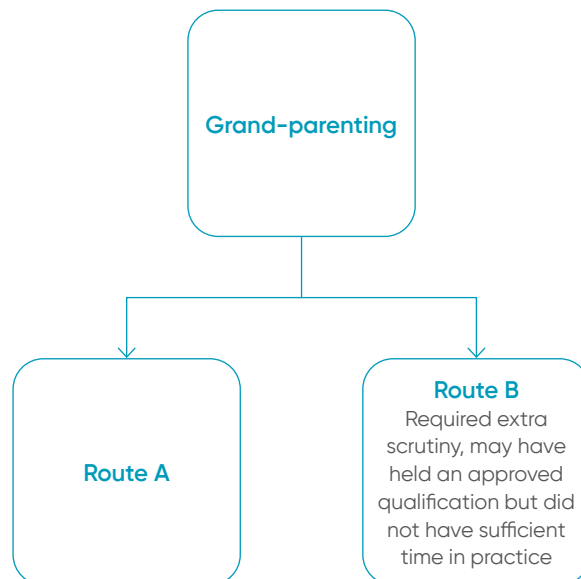 Grand-parenting
Route A
Route B
Required extra
scrutiny, may have
held an approved
qualification but did
not have sufficient
time in practice